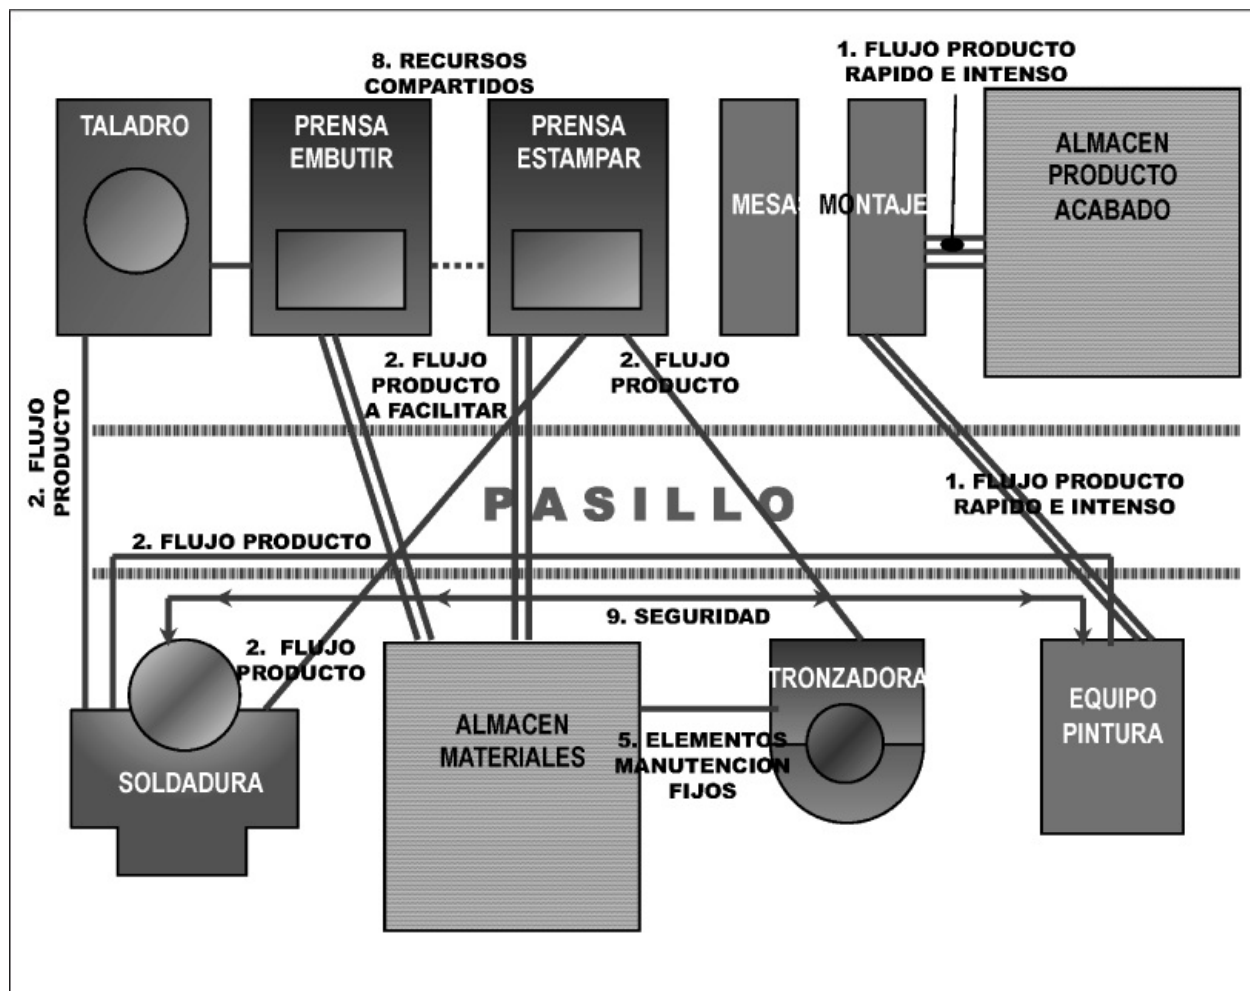 8. RECURSOS
COMPARTIDOS
1. FLUJO PRODUCTO
RAPIDO E INTENSO
TALADRO
PRENSA
EMBUTIR
PRENSA
ESTAMPAR
MESAS
MONTAJE
ALMACEN
PRODUCTO
ACABADO
2. FLUJO
PRODUCTO
2. FLUJO
PRODUCTO
A FACILITAR
2. FLUJO
PRODUCTO
PASILLO
1. FLUJO PRODUCTO
RAPIDO E INTENSO
2. FLUJO PRODUCTO
9. SEGURIDAD
2. FLUJO
PRODUCTO
SOLDADURA
ALMACEN
MATERIALES
5. ELEMENTOS
MANUTENCION
FIJOS
TRONZADORA
EQUIPO
PINTURA